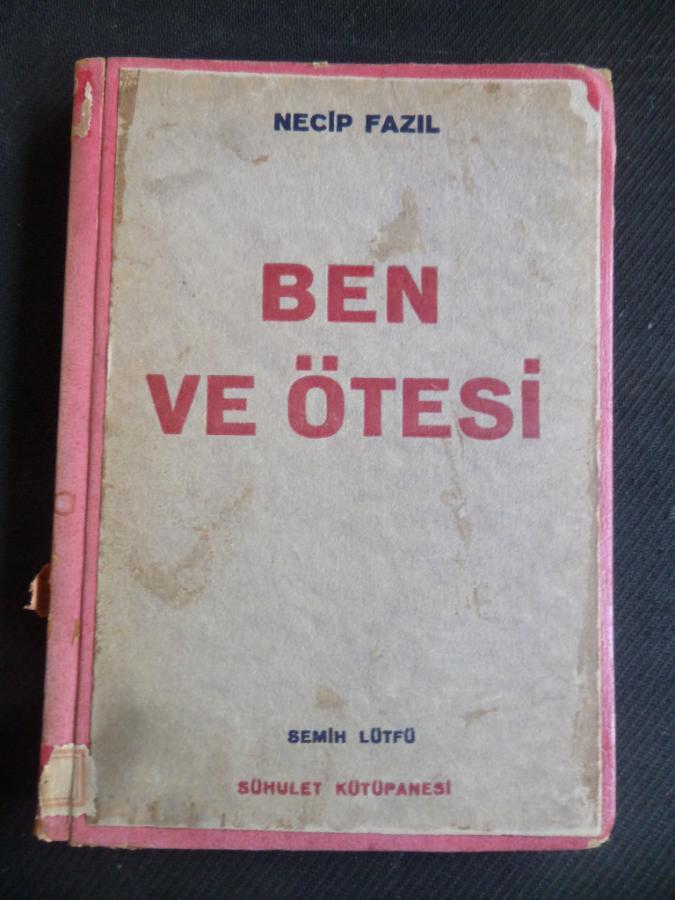 NECİP FAZIL
BEN
VE ÖTESİ
SEMİH LÜTFÜ
SÜHULET KÜTÜPANESİ